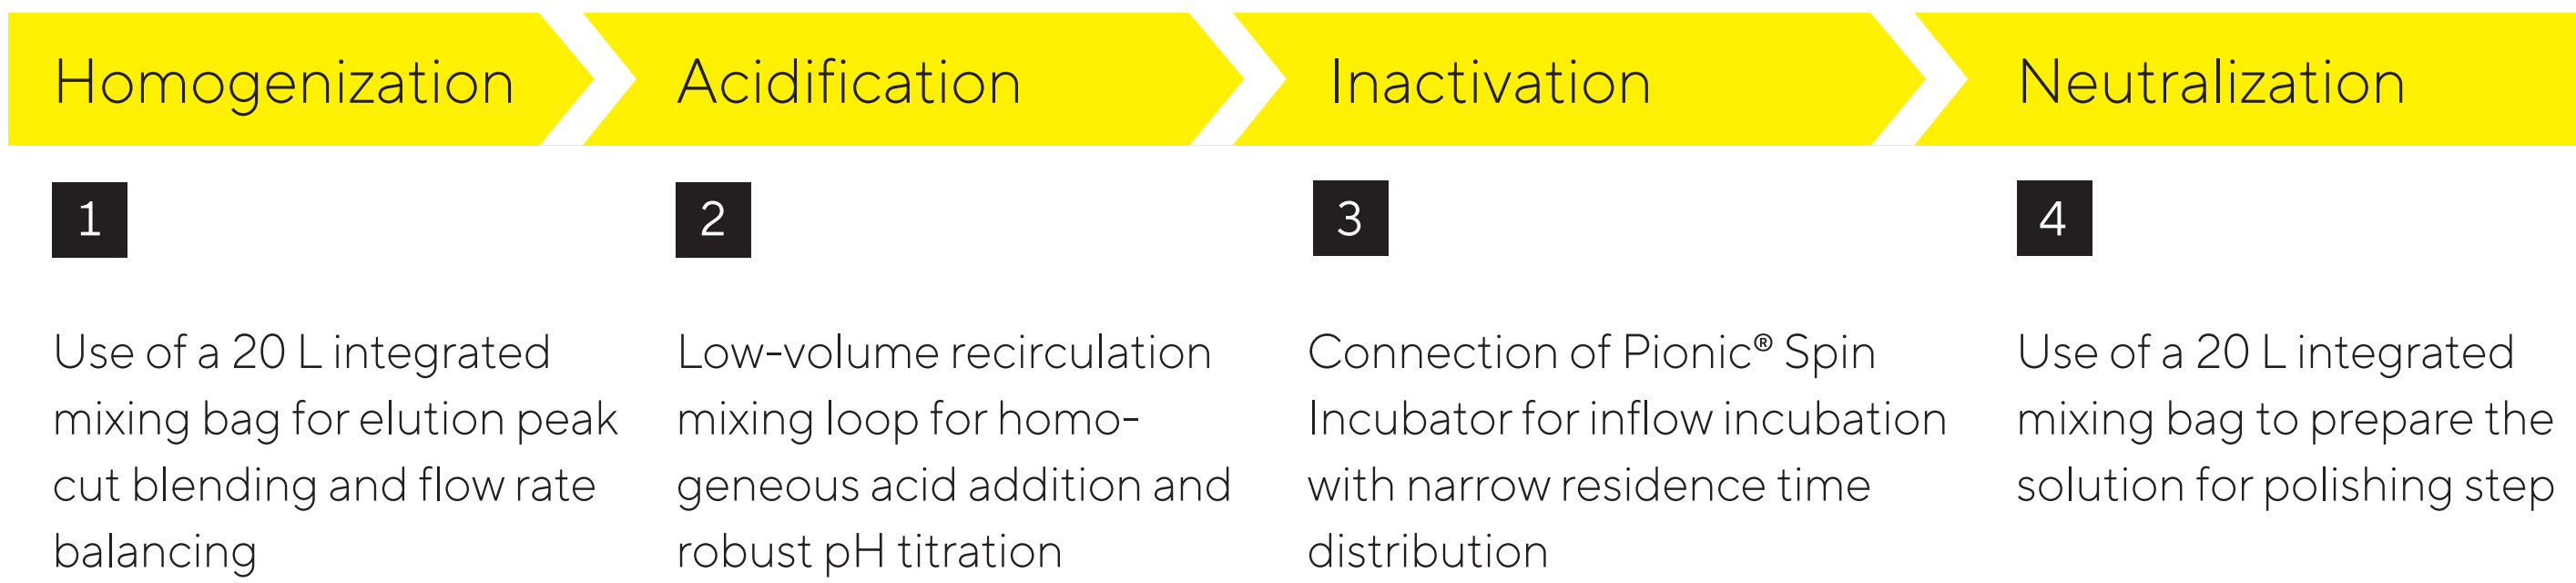 Homogenization
Acidification
Inactivation
Neutralization
1
Use of a 20 L integrated
mixing bag for elution peak
cut blending and flow rate
balancing
2
Low-volume recirculation
mixing loop for homo-
geneous acid addition and
robust pH titration
3
Connection of Pionic® Spin
Incubator for inflow incubation
with narrow residence time
distribution
4
Use of a 20 L integrated
mixing bag to prepare the
solution for polishing step